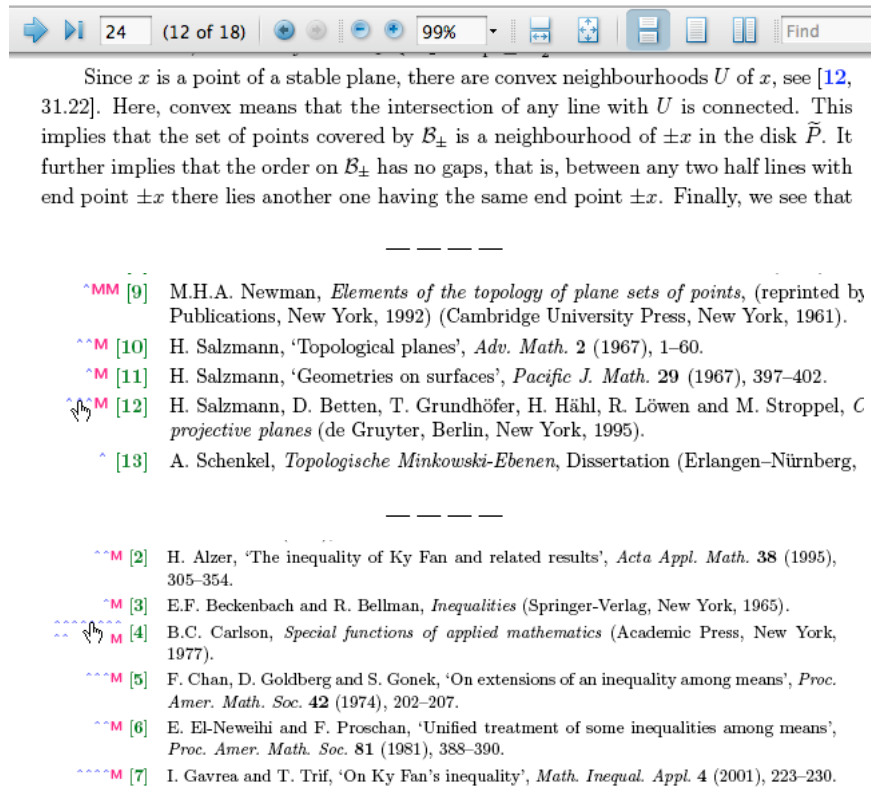 24 (12 of 18) 99% Find
Since x is a point of a stable plane, there are convex neighbourhoods U of x, see [12,
31.22]. Here, convex means that the intersection of any line with U is connected. This
implies that the set of points covered by ℬ± is a neighbourhood of ±x in the disk P̃. It
further implies that the order on ℬ± has no gaps, that is, between any two half lines with
end point ±x there lies another one having the same end point ±x. Finally, we see that
— — — —
^MM [9] M.H.A. Newman, Elements of the topology of plane sets of points, (reprinted by
Publications, New York, 1992) (Cambridge University Press, New York, 1961).
^^M [10] H. Salzmann, ‘Topological planes’, Adv. Math. 2 (1967), 1–60.
^M [11] H. Salzmann, ‘Geometries on surfaces’, Pacific J. Math. 29 (1967), 397–402.
^^^M [12] H. Salzmann, D. Betten, T. Grundhöfer, H. Hähl, R. Löwen and M. Stroppel, C
projective planes (de Gruyter, Berlin, New York, 1995).
^ [13] A. Schenkel, Topologische Minkowski-Ebenen, Dissertation (Erlangen–Nürnberg,
— — — —
^^M [2] H. Alzer, ‘The inequality of Ky Fan and related results’, Acta Appl. Math. 38 (1995),
305–354.
^M [3] E.F. Beckenbach and R. Bellman, Inequalities (Springer-Verlag, New York, 1965).
M [4] B.C. Carlson, Special functions of applied mathematics (Academic Press, New York,
1977).
^^^M [5] F. Chan, D. Goldberg and S. Gonek, ‘On extensions of an inequality among means’, Proc.
Amer. Math. Soc. 42 (1974), 202–207.
^^M [6] E. El-Neweihi and F. Proschan, ‘Unified treatment of some inequalities among means’,
Proc. Amer. Math. Soc. 81 (1981), 388–390.
^^^^M [7] I. Gavrea and T. Trif, ‘On Ky Fan’s inequality’, Math. Inequal. Appl. 4 (2001), 223–230.